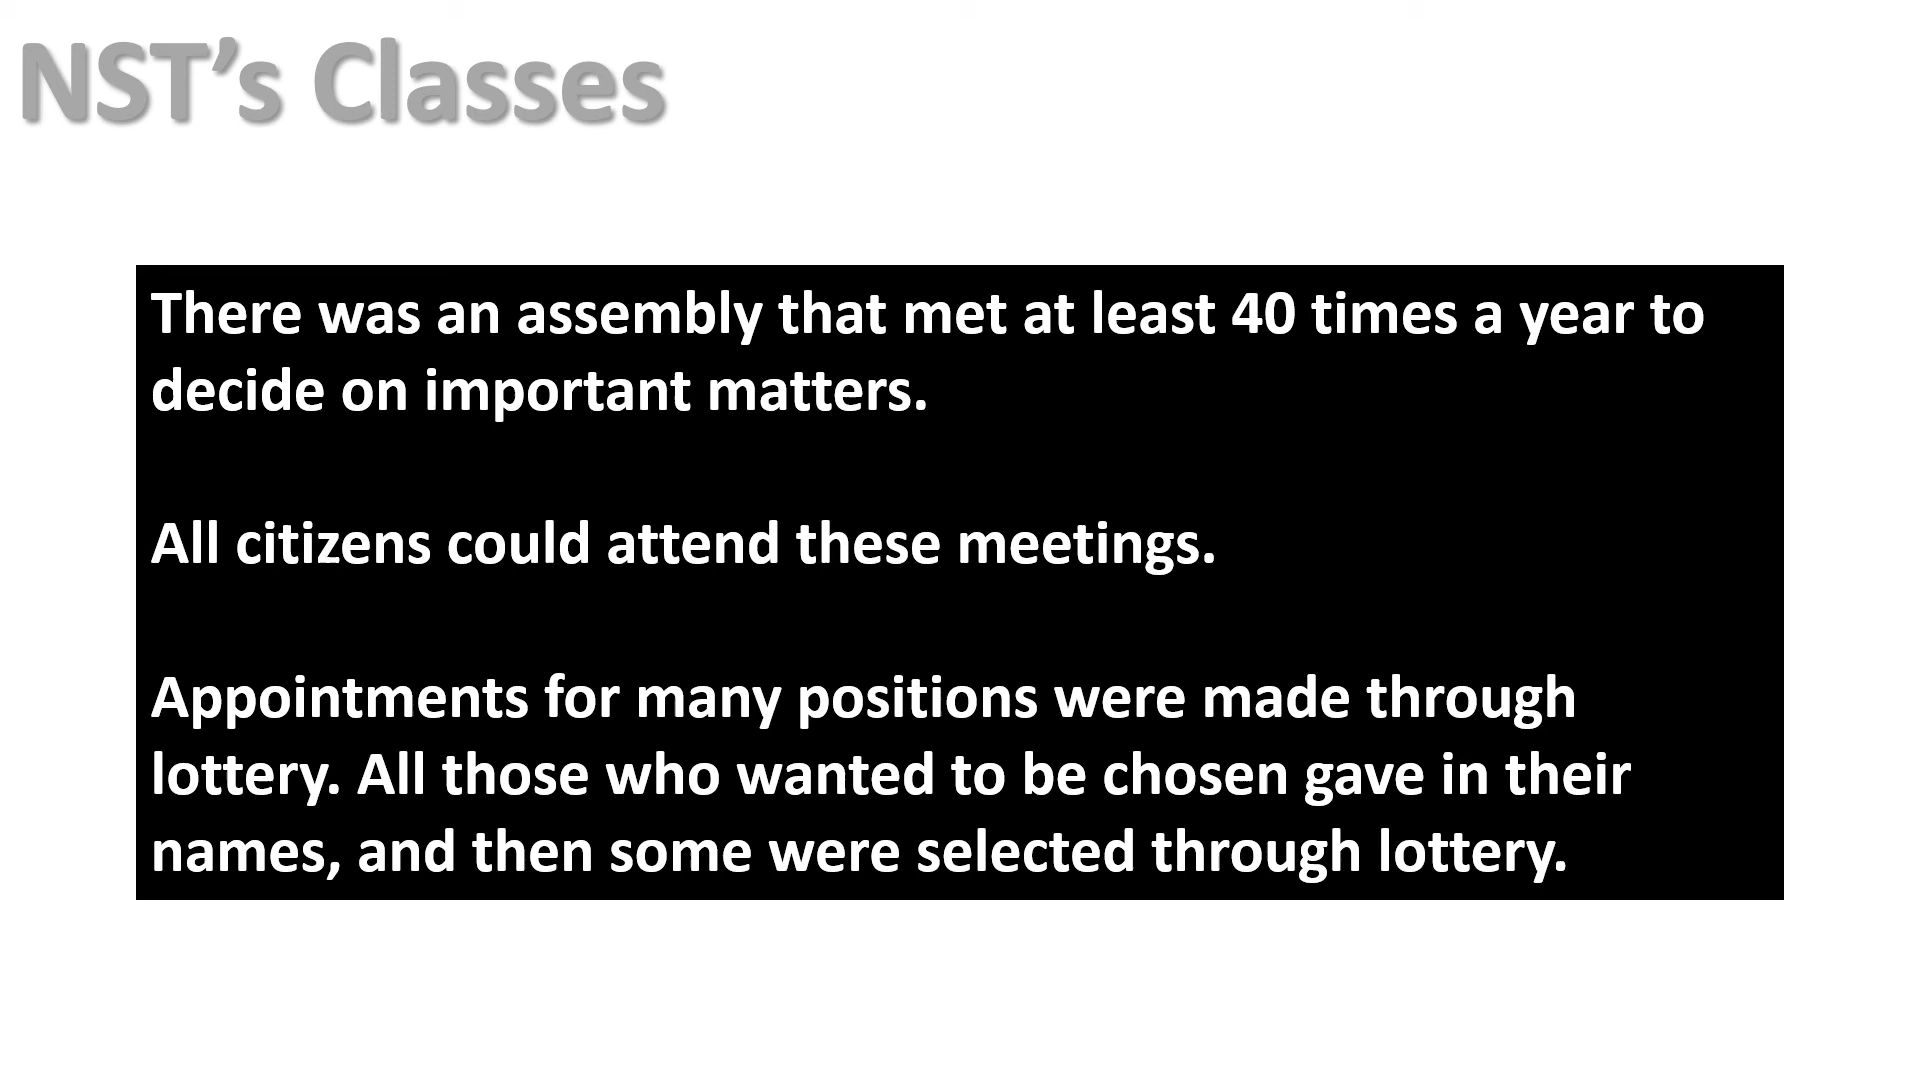 NST’s Classes
There was an assembly that met at least 40 times a year to
decide on important matters.
All citizens could attend these meetings.
Appointments for many positions were made through
lottery. All those who wanted to be chosen gave in their
names, and then some were selected through lottery.